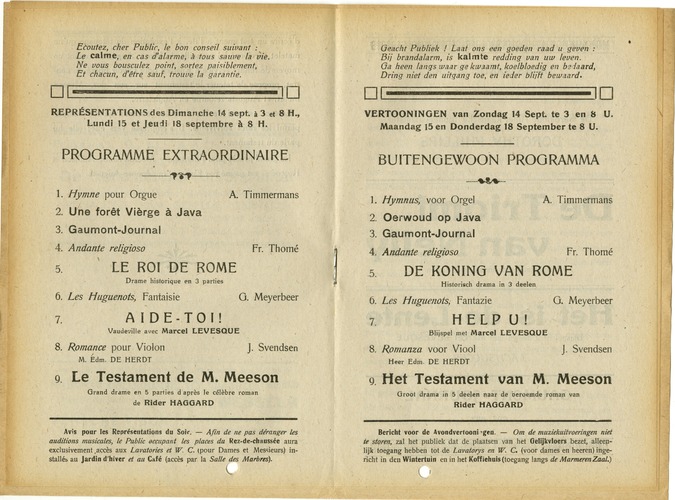 Ecoutez, cher Public, le bon conseil suivant :
Le calme, en cas d'alarme, à tous sauve la vie.
Ne vous bousculez point, sortez paisiblement,
Et chacun, d'être sauf, trouve la garantie.
REPRÉSENTATIONS des Dimanche 14 sept. à 3 et 8 H.,
Lundi 15 et Jeudi 18 septembre à 8 H.
PROGRAMME EXTRAORDINAIRE
1. Hymne pour Orgue A. Timmermans
2. Une forêt Vièrge à Java
3. Gaumont-Journal
4. Andante religioso Fr. Thomé
5. LE ROI DE ROME
Drame historique en 3 parties
6. Les Huguenots, Fantaisie G. Meyerbeer
7. AIDE-TOI!
Vaudeville avec Marcel LEVESQUE
8. Romance pour Violon J. Svendsen
M. Edm. DE HERDT
9. Le Testament de M. Meeson
Grand drame en 5 parties d'après le célèbre roman
de Rider HAGGARD
Avis pour les Représentations du Soir. — Afin de ne pas déranger les
auditions musicales, le Public occupant les places du Rez-de-chaussée aura
exclusivement accès aux Lavatories et W. C. (pour Dames et Messieurs) in-
stallés au Jardin d'hiver et au Café (accès par la Salle des Marbres).
Geacht Publiek ! Laat ons een goeden raad u geven :
Bij brandalarm, is kalmte redding van uw leven.
Ga heen langs waar ge kwaamt, koelbloedig en bedaard,
Dring niet den uitgang toe, en ieder blijft bewaard.
VERTOONINGEN van Zondag 14 Sept. te 3 en 8 U.
Maandag 15 en Donderdag 18 September te 8 U.
BUITENGEWOON PROGRAMMA
1. Hymnus, voor Orgel A. Timmermans
2. Oerwoud op Java
3. Gaumont-Journal
4. Andante religioso Fr. Thomé
5. DE KONING VAN ROME
Historisch drama in 3 deelen
6. Les Huguenots, Fantazie G. Meyerbeer
7. HELP U!
Blijspel met Marcel LEVESQUE
8. Romanza voor Viool J. Svendsen
Heer Edm. DE HERDT
9. Het Testament van M. Meeson
Groot drama in 5 deelen naar de beroemde roman van
Rider HAGGARD
Bericht voor de Avondvertooningen. — Om de muziekuitvoeringen niet
te storen, zal het publiek dat de plaatsen van het Gelijkvloers bezet, alleen-
lijk toegang hebben tot de Lavatorys en W. C. (voor dames en heeren) inge-
richt in den Wintertuin en in het Koffiehuis (toegang langs de Marmeren Zaal.)